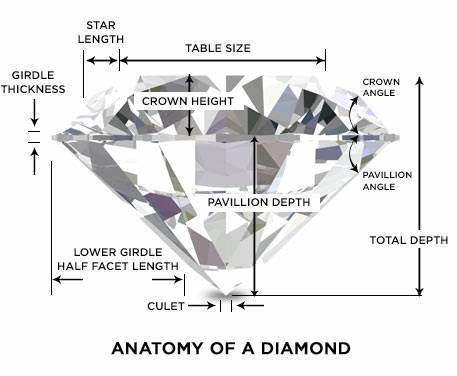 STAR
LENGTH
TABLE SIZE
GIRDLE
THICKNESS
CROWN HEIGHT
CROWN
ANGLE
PAVILLION
ANGLE
PAVILLION DEPTH
TOTAL DEPTH
LOWER GIRDLE
HALF FACET LENGTH
CULET
ANATOMY OF A DIAMOND